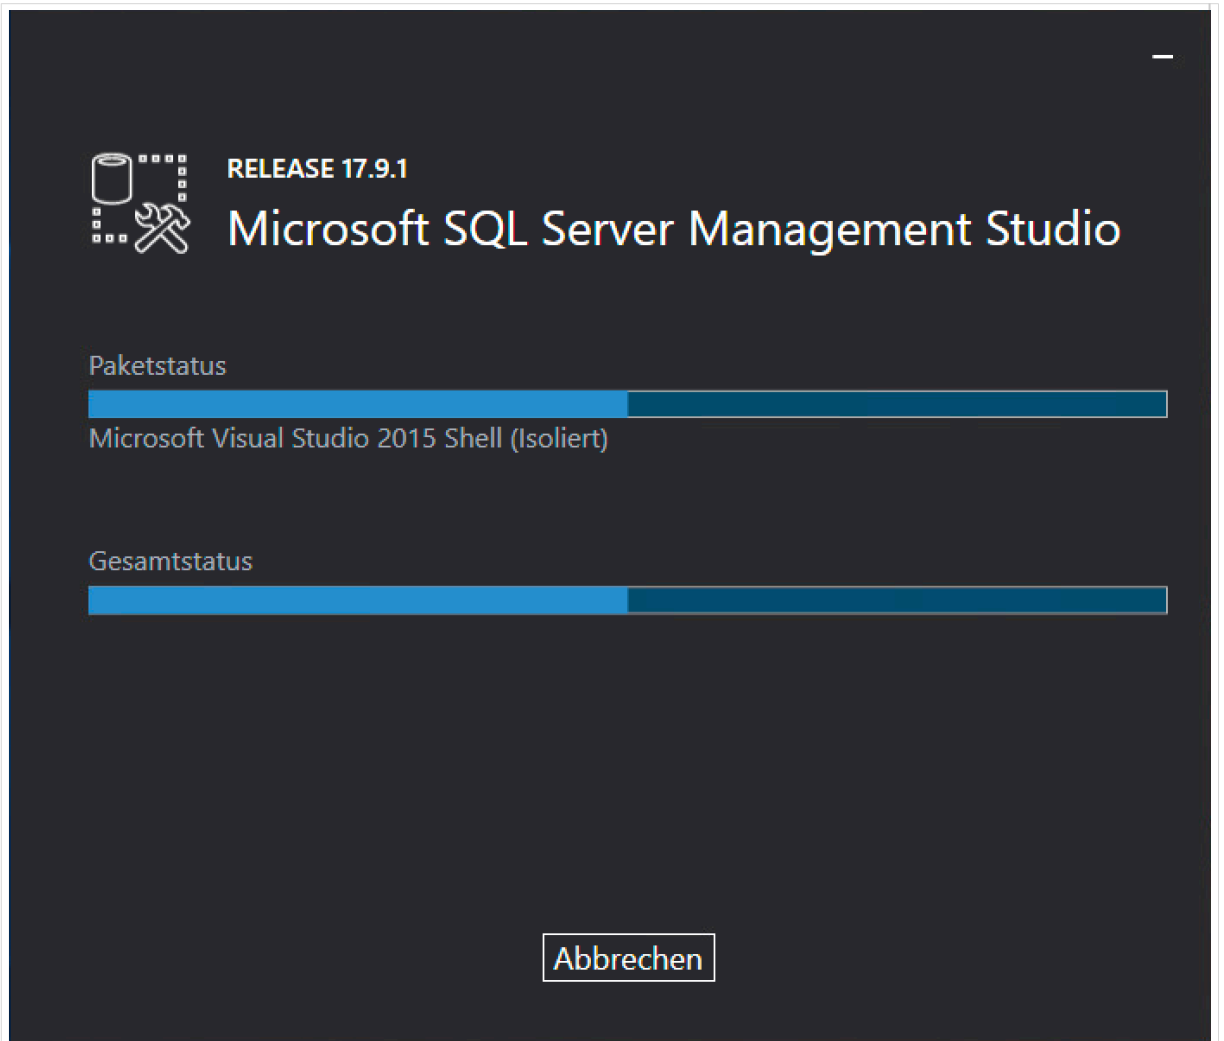 RELEASE 17.9.1
Microsoft SQL Server Management Studio
Paketstatus
Microsoft Visual Studio 2015 Shell (Isoliert)
Gesamtstatus
Abbrechen